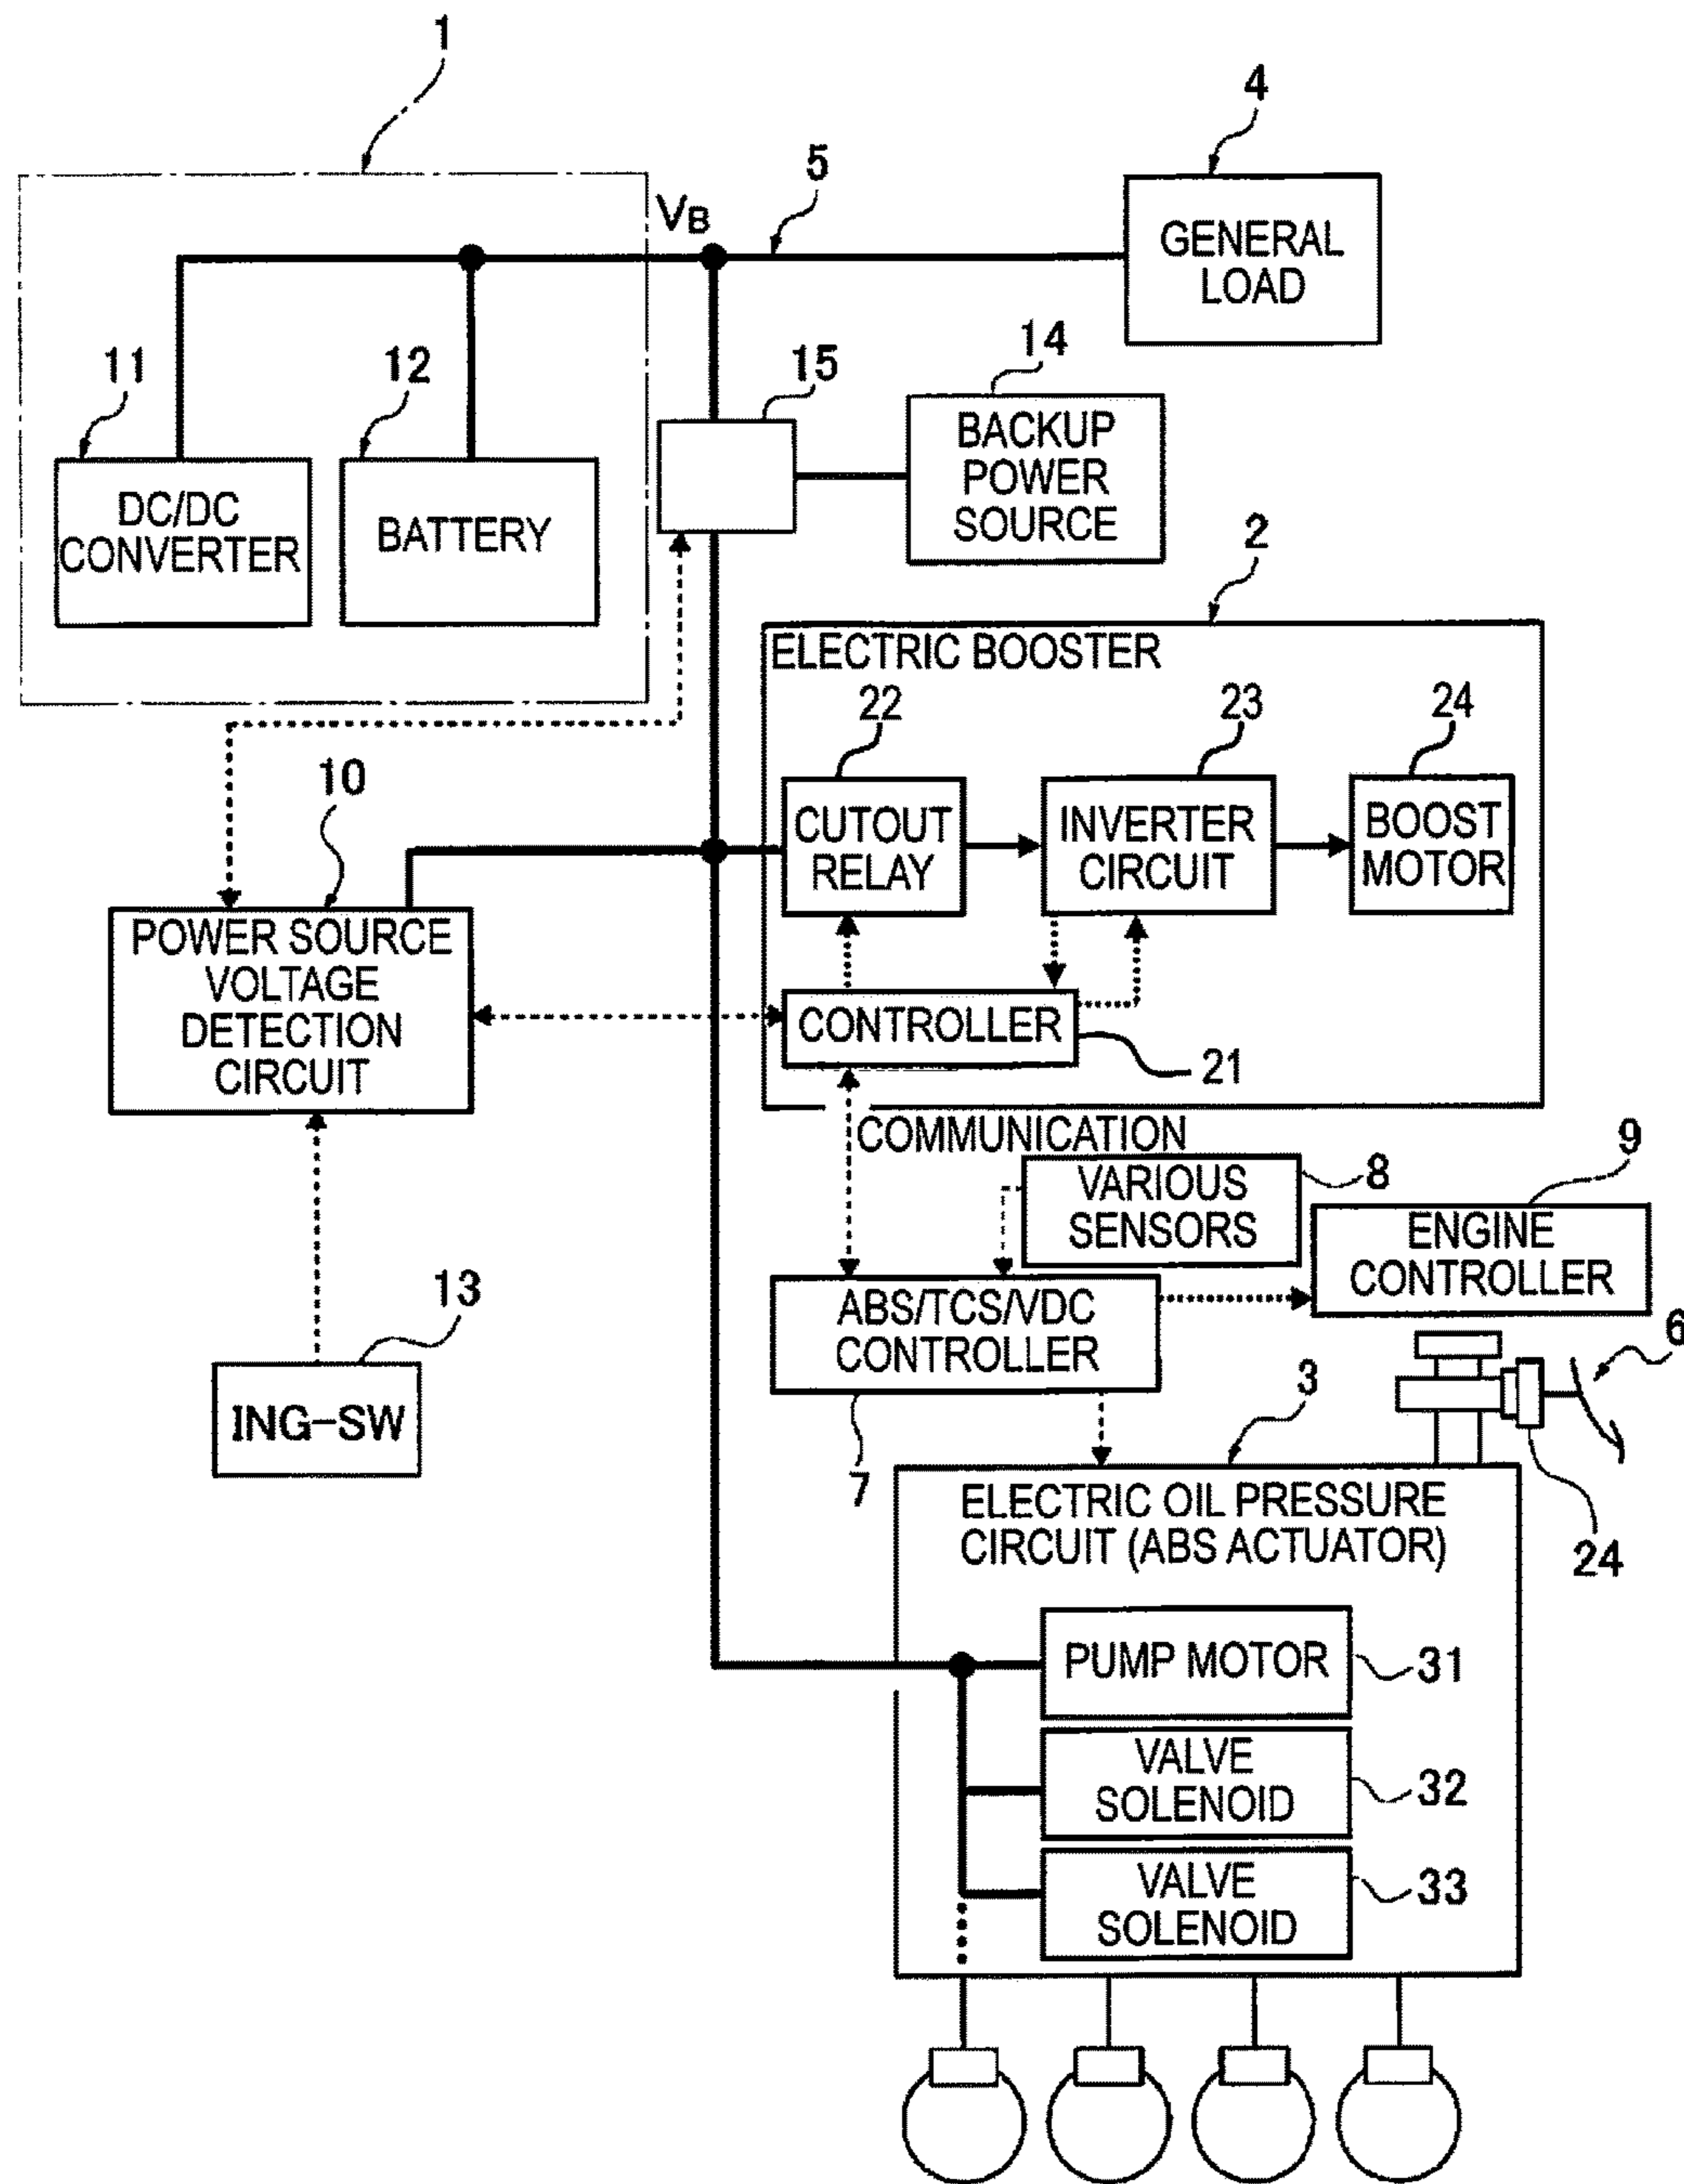 1
4
5
VB
GENERAL
LOAD
11
12
15
14
DC/DC
CONVERTER
BATTERY
BACKUP
POWER
SOURCE
2
ELECTRIC BOOSTER
22
23
24
10
CUTOUT
RELAY
INVERTER
CIRCUIT
BOOST
MOTOR
POWER SOURCE
VOLTAGE
DETECTION
CIRCUIT
CONTROLLER
21
COMMUNICATION
VARIOUS
SENSORS
8
9
ENGINE
CONTROLLER
13
ABS/TCS/VDC
CONTROLLER
6
ING-SW
7
3
24
ELECTRIC OIL PRESSURE
CIRCUIT (ABS ACTUATOR)
PUMP MOTOR
31
VALVE
SOLENOID
32
VALVE
SOLENOID
33